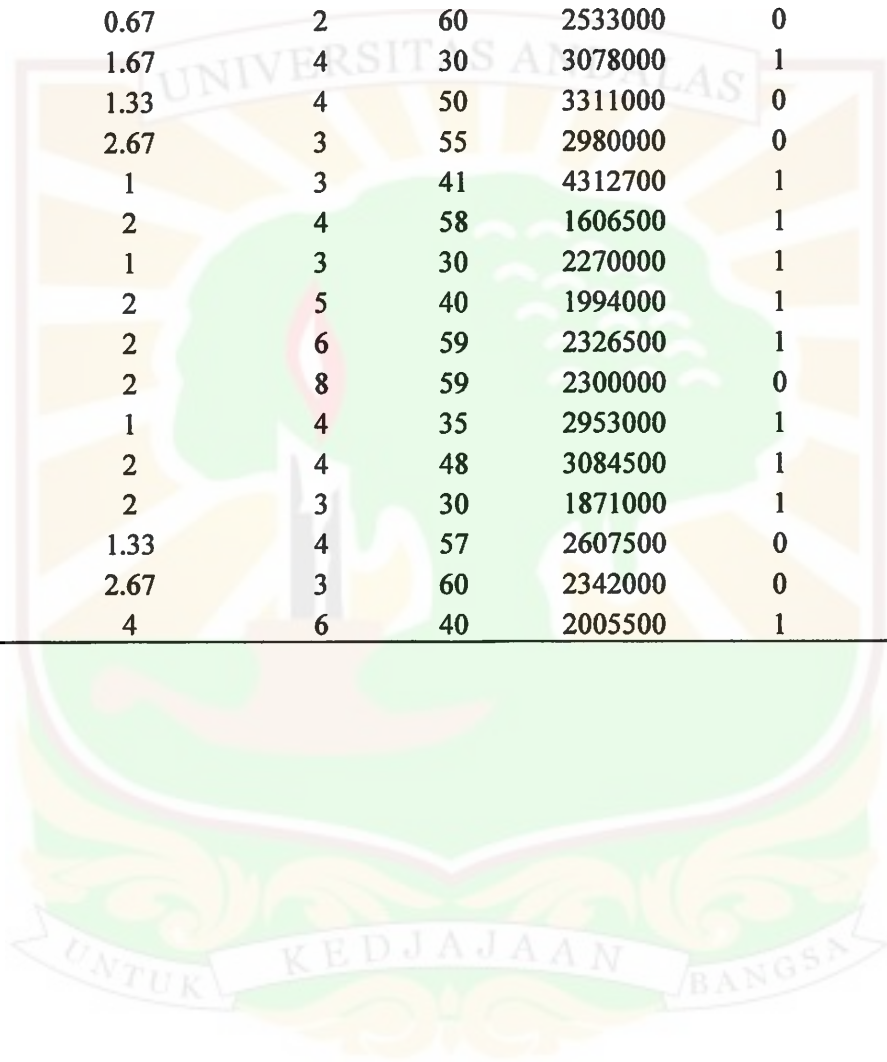 0.67 2 60 2533000 0
UNIVERSITAS ANDALAS
1.67 4 30 3078000 1
1.33 4 50 3311000 0
2.67 3 55 2980000 0
1 3 41 4312700 1
2 4 58 1606500 1
1 3 30 2270000 1
2 5 40 1994000 1
2 6 59 2326500 1
2 8 59 2300000 0
1 4 35 2953000 1
2 4 48 3084500 1
2 3 30 1871000 1
1.33 4 57 2607500 0
2.67 3 60 2342000 0
4 6 40 2005500 1
UNTUK KEDJAJAAN BANGSA